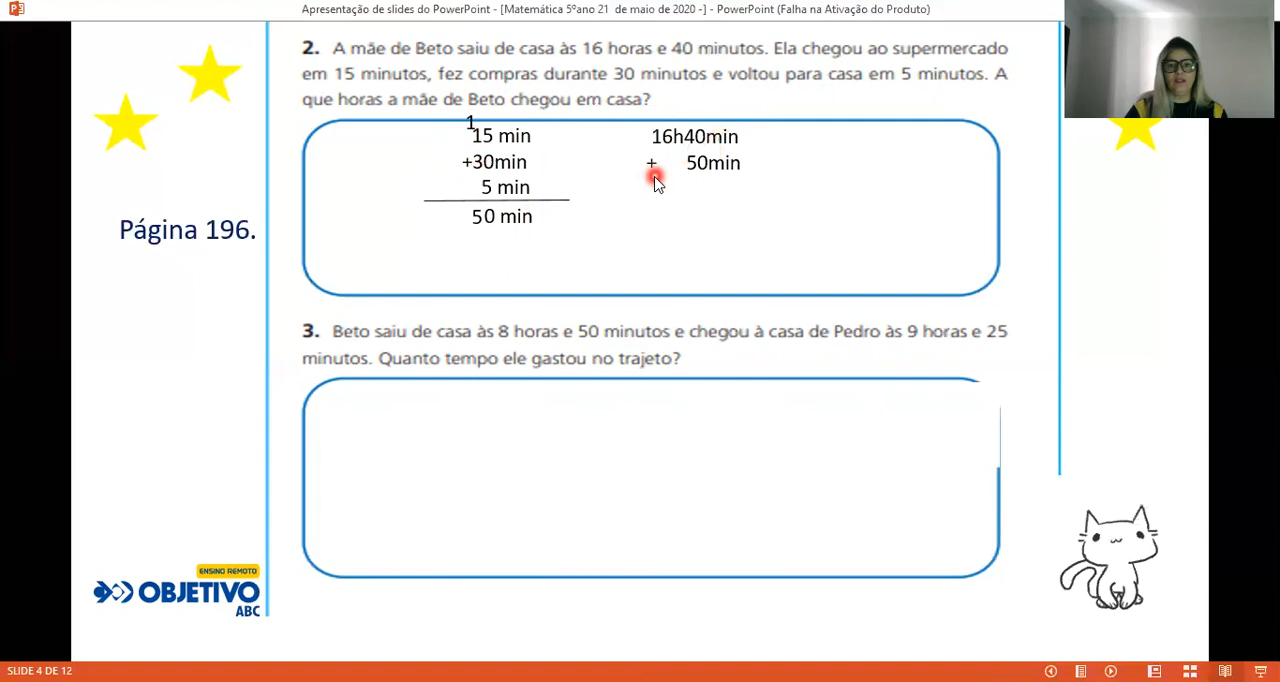 Apresentação de slides do PowerPoint - [Matemática 5ºano 21 de maio de 2020 -] - PowerPoint (Falha na Ativação do Produto)
2. A mãe de Beto saiu de casa às 16 horas e 40 minutos. Ela chegou ao supermercado
em 15 minutos, fez compras durante 30 minutos e voltou para casa em 5 minutos. A
que horas a mãe de Beto chegou em casa?
1
15 min
+30min
5 min
50 min
16h40min
+ 50min
Página 196.
3. Beto saiu de casa às 8 horas e 50 minutos e chegou à casa de Pedro às 9 horas e 25
minutos. Quanto tempo ele gastou no trajeto?
ENSINO REMOTO
OBJETIVO
ABC
SLIDE 4 DE 12